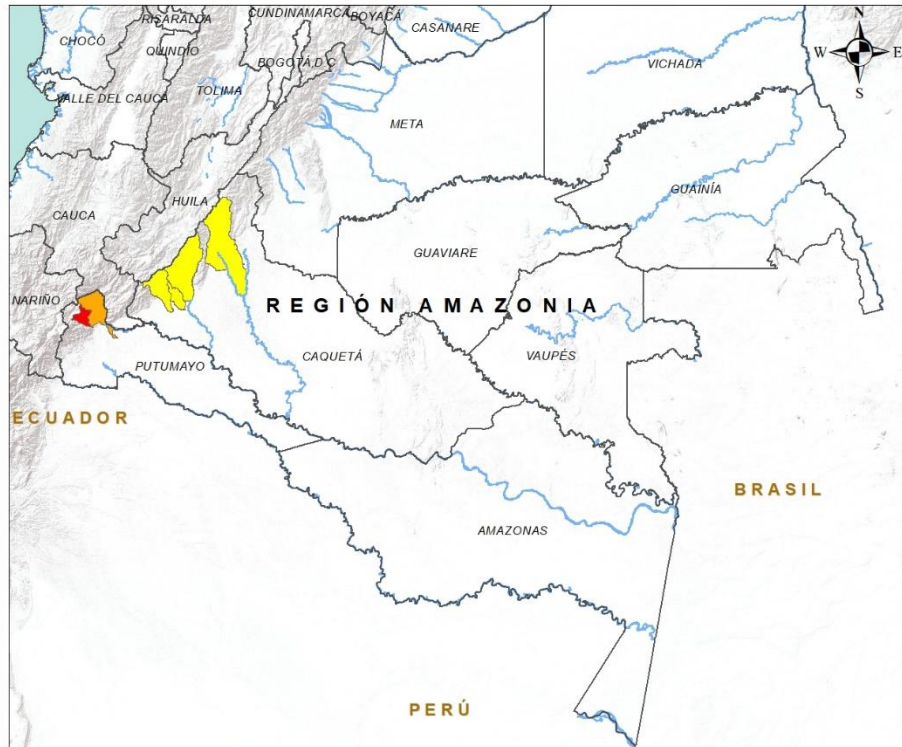 CUNDINAMARCA
BOYACÁ
RISARALDA
CASANARE
N
CHOCÓ
QUINDIO
W
E
BOGOTÁ, D.C
VICHADA
S
TOLIMA
VALLE DEL CAUCA
META
GUAINÍA
HUILA
CAUCA
GUAVIARE
NARIÑO
REGIÓN AMAZONIA
CAQUETÁ
VAUPÉS
PUTUMAYO
ECUADOR
BRASIL
AMAZONAS
PERÚ